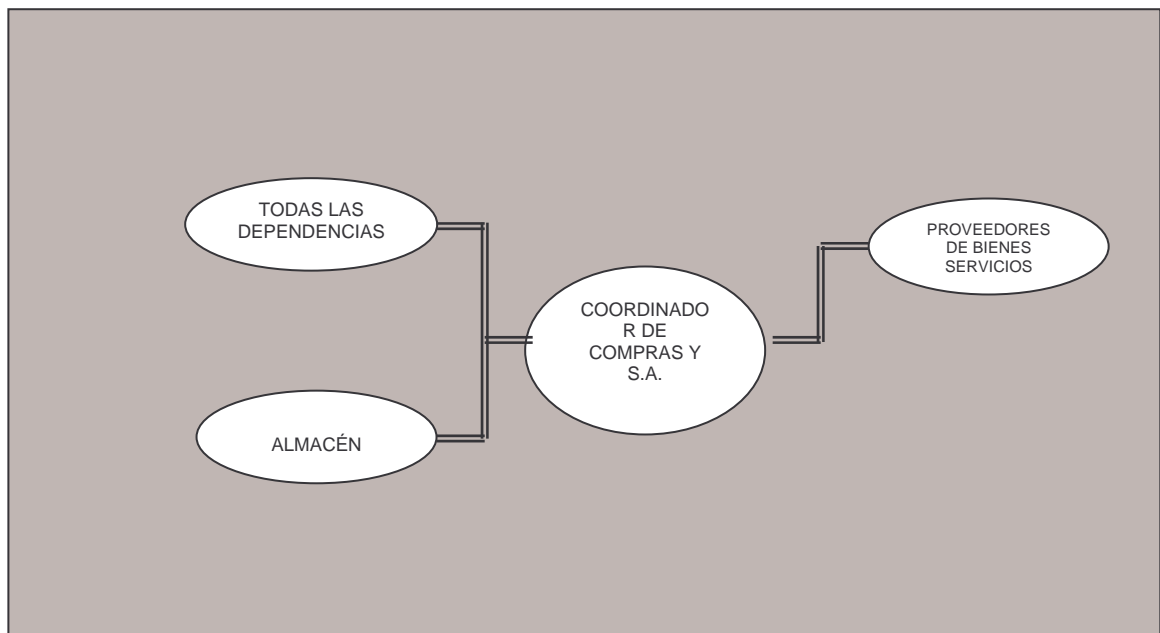 TODAS LAS
DEPENDENCIAS
PROVEEDORES
DE BIENES
SERVICIOS
COORDINADO
R DE
COMPRAS Y
S.A.
ALMACÉN